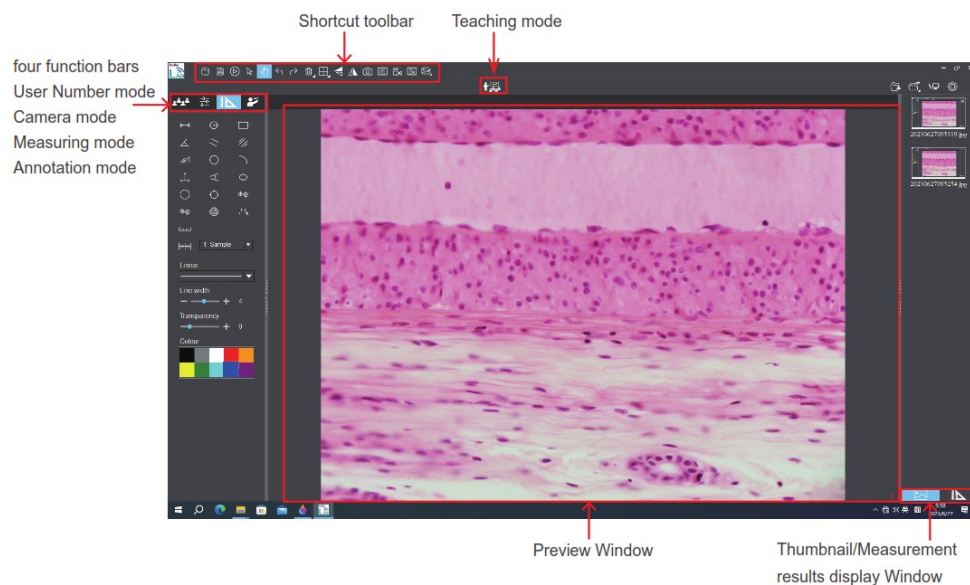 Shortcut toolbar
Teaching mode
four function bars
User Number mode
Camera mode
Measuring mode
Annotation mode
1 Sample
Linear
Line width
4
Transparency
0
Colour
Preview Window
Thumbnail/Measurement
results display Window